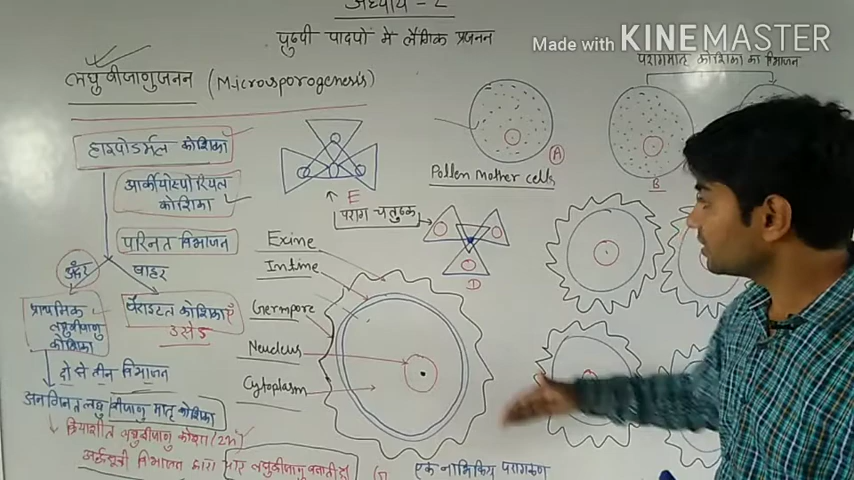 अध्याय - 2
पुष्पी पादपों में लैंगिक प्रजनन
Made with KINEMASTER
परागमातृ कोशिका का विभाजन
लघुबीजाणुजनन (Microsporogenesis)
हाइपोडर्मल कोशिका
आर्कीयोस्पोरियल
कोशिका
परिनत विभाजन
अंदर
बाहर
प्राथमिक
लघुबीजाणु
कोशिका
पैराइटल कोशिकाएँ
3 से 5
दो से तीन विभाजन
अनगिनत लघुबीजाणु मातृ कोशिका
क्रियाशील लघुबीजाणु कोशा (2n)
अर्द्धसूत्री विभाजन द्वारा चार लघुबीजाणु बनाती है
E
पराग चतुष्क
D
A
Pollen mother cells
B
Exine
Intine
Germpore
Neucleus
Cytoplasm
एक नाभिकीय परागकण